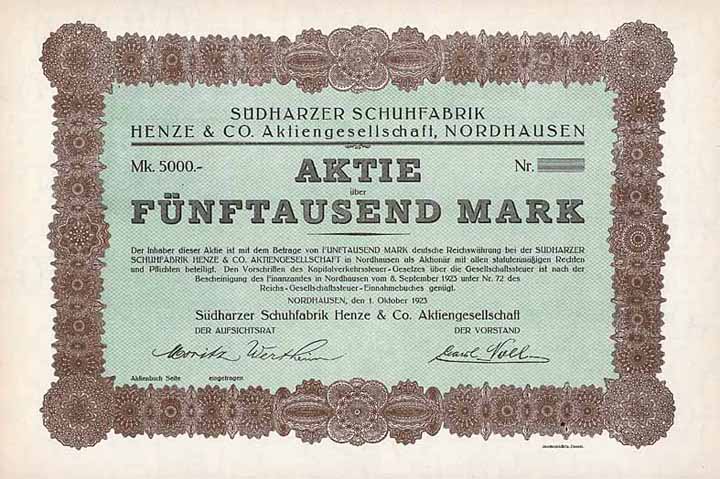 SÜDHARZER SCHUHFABRIK
HENZE & CO. Aktiengesellschaft, NORDHAUSEN
Mk. 5000.- AKTIE Nr.
über
FÜNFTAUSEND MARK
Der Inhaber dieser Aktie ist mit dem Betrage von FÜNFTAUSEND MARK deutsche Reichswährung bei der SÜDHARZER
SCHUHFABRIK HENZE & CO. AKTIENGESELLSCHAFT in Nordhausen als Aktionär mit allen statutenmäßigen Rechten
und Pflichten beteiligt. Den Vorschriften des Kapitalverkehrssteuer-Gesetzes über die Gesellschaftssteuer ist nach der
Bescheinigung des Finanzamtes in Nordhausen vom 8. September 1923 unter Nr. 72 des
Reichs-Gesellschaftssteuer-Einnahmebuches genügt.
NORDHAUSEN, den 1. Oktober 1923
Südharzer Schuhfabrik Henze & Co. Aktiengesellschaft
DER AUFSICHTSRAT DER VORSTAND
Moritz Wertheim Carl Noll
Aktienbuch Seite eingetragen